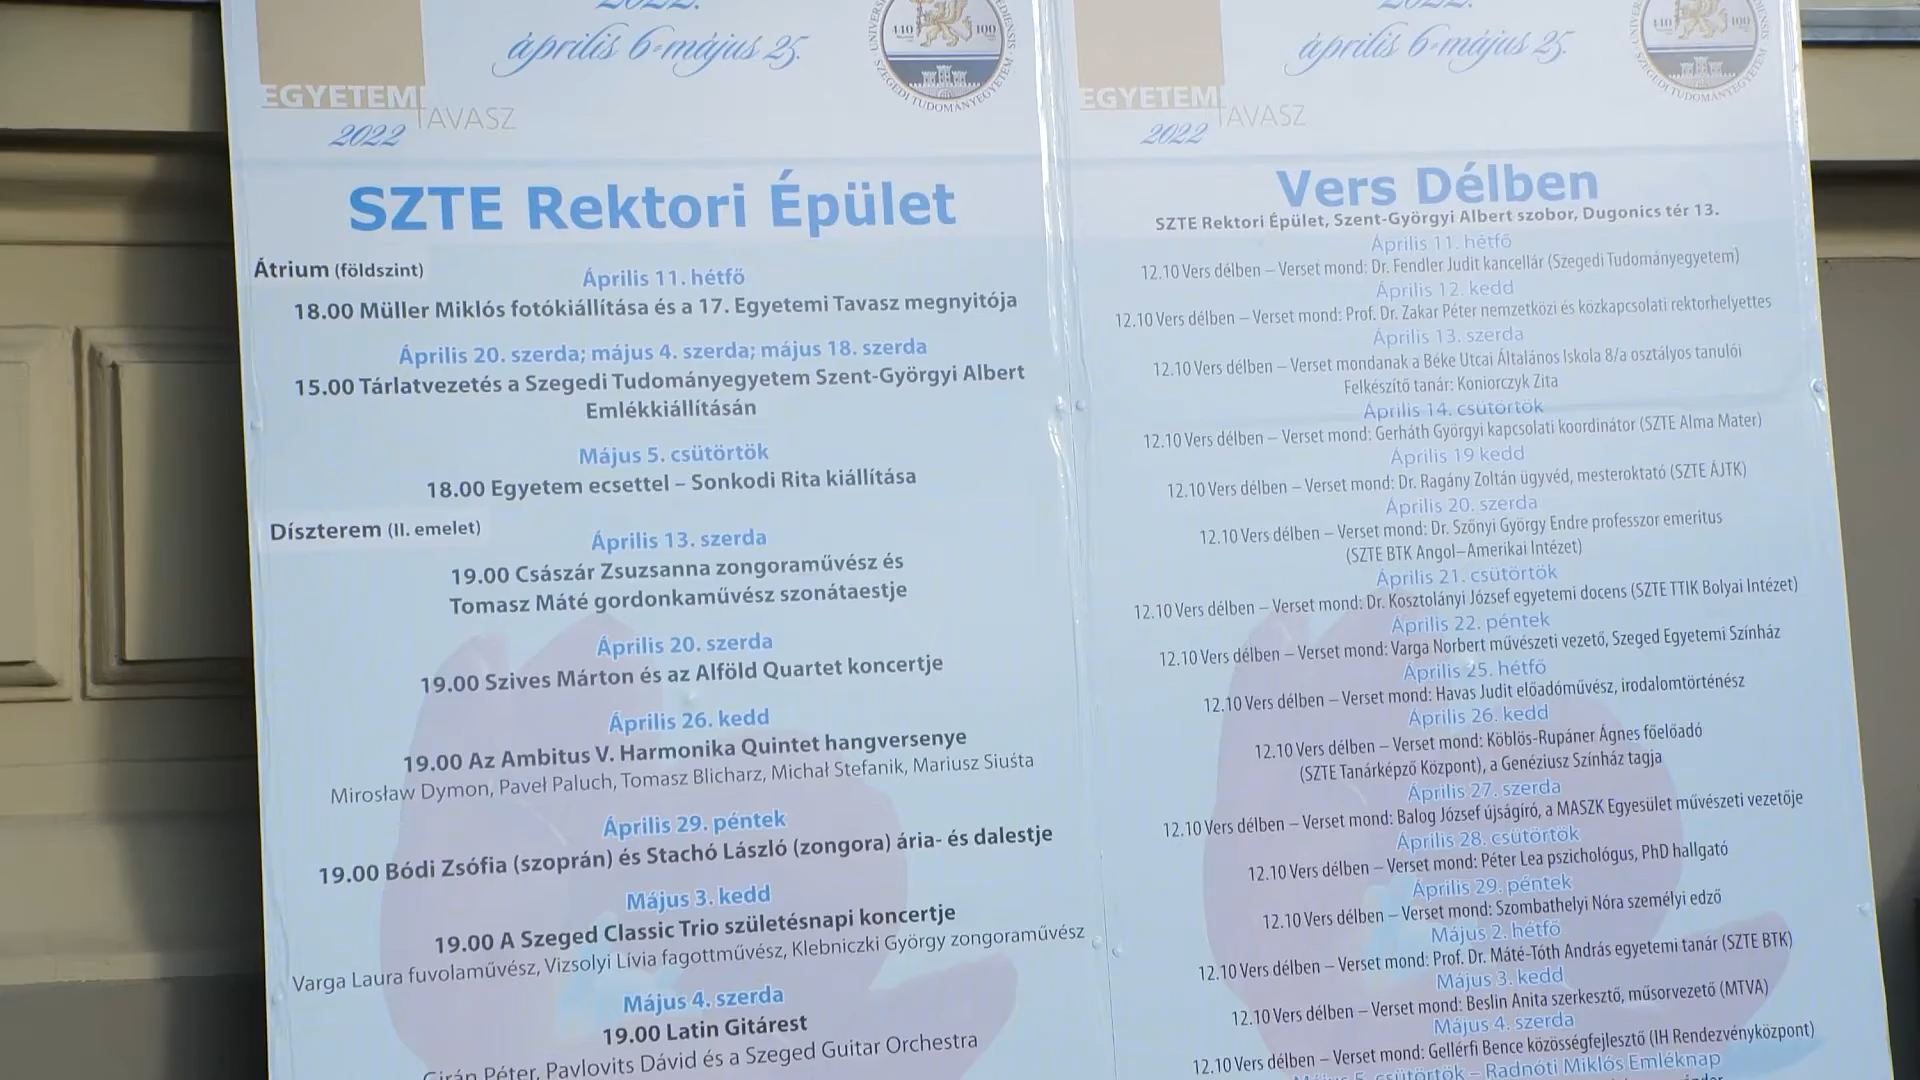 2022.
április 6-május 25.
EGYETEMI
TAVASZ
2022
440
100
SZEGEDI TUDOMÁNYEGYETEM
SZTE Rektori Épület
Átrium (földszint)
Április 11. hétfő
18.00 Müller Miklós fotókiállítása és a 17. Egyetemi Tavasz megnyitója
Április 20. szerda; május 4. szerda; május 18. szerda
15.00 Tárlatvezetés a Szegedi Tudományegyetem Szent-Györgyi Albert
Emlékkiállításán
Május 5. csütörtök
18.00 Egyetem ecsettel – Sonkodi Rita kiállítása
Díszterem (II. emelet)
Április 13. szerda
19.00 Császár Zsuzsanna zongoraművész és
Tomasz Máté gordonkaművész szonátaestje
Április 20. szerda
19.00 Szives Márton és az Alföld Quartet koncertje
Április 26. kedd
19.00 Az Ambitus V. Harmonika Quintet hangversenye
Mirosław Dymon, Paveł Paluch, Tomasz Blicharz, Michał Stefanik, Mariusz Siuśta
Április 29. péntek
19.00 Bódi Zsófia (szoprán) és Stachó László (zongora) ária- és dalestje
Május 3. kedd
19.00 A Szeged Classic Trio születésnapi koncertje
Varga Laura fuvolaművész, Vizsolyi Lívia fagottművész, Klebniczki György zongoraművész
Május 4. szerda
19.00 Latin Gitárest
Girán Péter, Pavlovits Dávid és a Szeged Guitar Orchestra
2022.
április 6-május 25.
EGYETEMI
TAVASZ
2022
440
100
SZEGEDI TUDOMÁNYEGYETEM
Vers Délben
SZTE Rektori Épület, Szent-Györgyi Albert szobor, Dugonics tér 13.
Április 11. hétfő
12.10 Vers délben – Verset mond: Dr. Fendler Judit kancellár (Szegedi Tudományegyetem)
Április 12. kedd
12.10 Vers délben – Verset mond: Prof. Dr. Zakar Péter nemzetközi és közkapcsolati rektorhelyettes
Április 13. szerda
12.10 Vers délben – Verset mondanak a Béke Utcai Általános Iskola 8/a osztályos tanulói
Felkészítő tanár: Koniorczyk Zita
Április 14. csütörtök
12.10 Vers délben – Verset mond: Gerháth Györgyi kapcsolati koordinátor (SZTE Alma Mater)
Április 19 kedd
12.10 Vers délben – Verset mond: Dr. Ragány Zoltán ügyvéd, mesteroktató (SZTE ÁJTK)
Április 20. szerda
12.10 Vers délben – Verset mond: Dr. Szőnyi György Endre professzor emeritus
(SZTE BTK Angol–Amerikai Intézet)
Április 21. csütörtök
12.10 Vers délben – Verset mond: Dr. Kosztolányi József egyetemi docens (SZTE TTIK Bolyai Intézet)
Április 22. péntek
12.10 Vers délben – Verset mond: Varga Norbert művészeti vezető, Szeged Egyetemi Színház
Április 25. hétfő
12.10 Vers délben – Verset mond: Havas Judit előadóművész, irodalomtörténész
Április 26. kedd
12.10 Vers délben – Verset mond: Köblös-Rupáner Ágnes főelőadó
(SZTE Tanárképző Központ), a Genéziusz Színház tagja
Április 27. szerda
12.10 Vers délben – Verset mond: Balog József újságíró, a MASZK Egyesület művészeti vezetője
Április 28. csütörtök
12.10 Vers délben – Verset mond: Péter Lea pszichológus, PhD hallgató
Április 29. péntek
12.10 Vers délben – Verset mond: Szombathelyi Nóra személyi edző
Május 2. hétfő
12.10 Vers délben – Verset mond: Prof. Dr. Máté-Tóth András egyetemi tanár (SZTE BTK)
Május 3. kedd
12.10 Vers délben – Verset mond: Beslin Anita szerkesztő, műsorvezető (MTVA)
Május 4. szerda
12.10 Vers délben – Verset mond: Gellérfi Bence közösségfejlesztő (IH Rendezvényközpont)
Május 5. csütörtök – Radnóti Miklós Emléknap